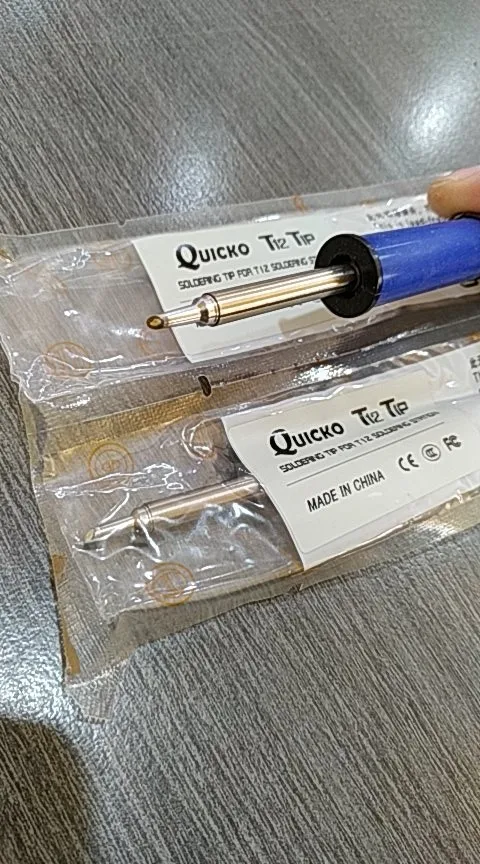 QUICKO T12 TIP
SOLDERING TIP FOR T12 SOLDERING
QUICKO T12 TIP
SOLDERING TIP FOR T12 SOLDERING STATION
MADE IN CHINA CE CCC FC